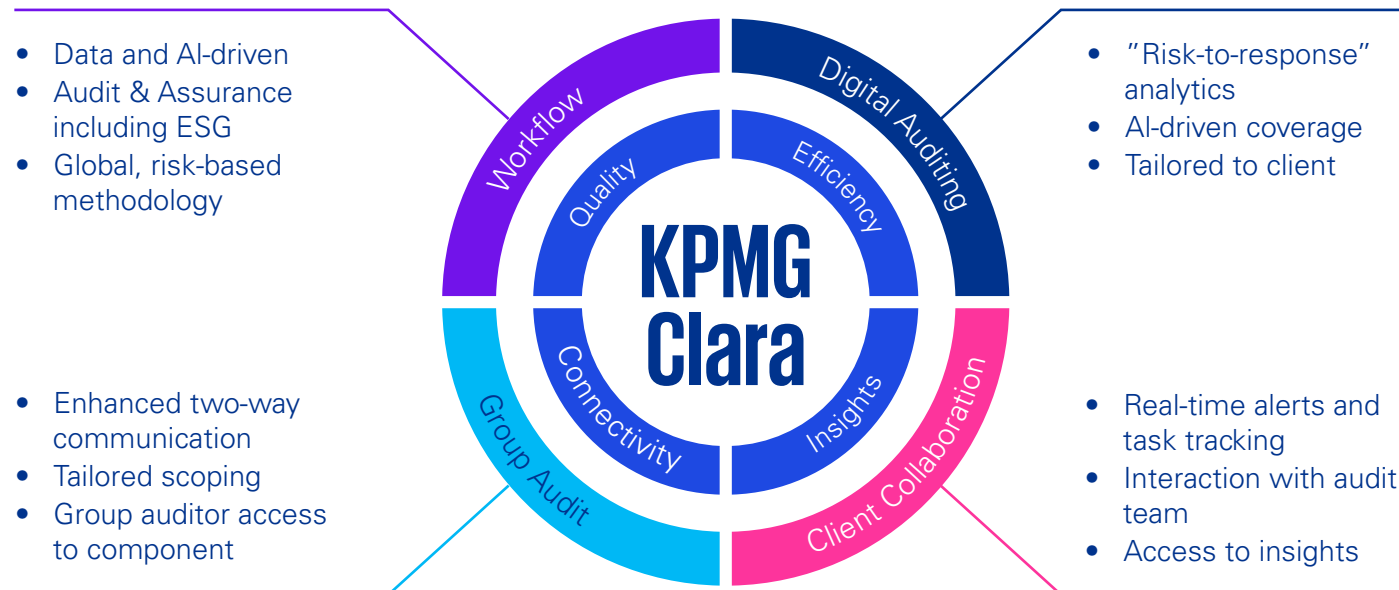 • Data and AI-driven
• Audit & Assurance
including ESG
• Global, risk-based
methodology
Workflow
Digital Auditing
• ”Risk-to-response”
analytics
• AI-driven coverage
• Tailored to client
Quality
Efficiency
KPMG
Clara
Connectivity
Insights
• Enhanced two-way
communication
• Tailored scoping
• Group auditor access
to component
Group Audit
Client Collaboration
• Real-time alerts and
task tracking
• Interaction with audit
team
• Access to insights